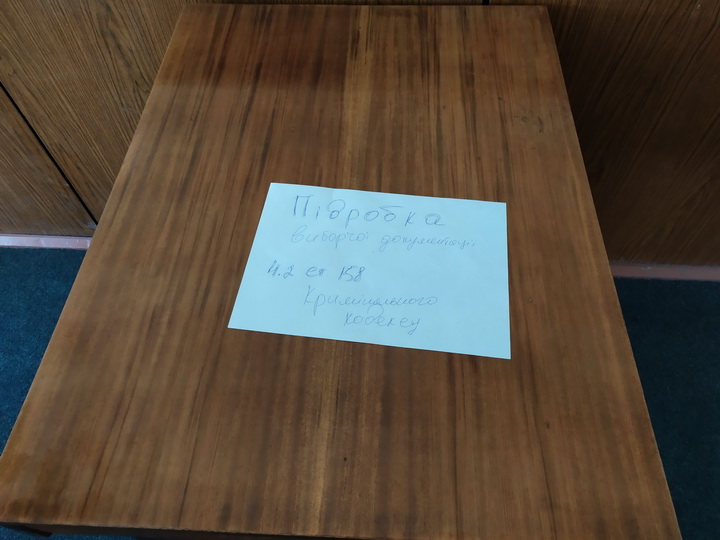 Підробка
виборчої документації
ч.2 ст 158
Кримінального
кодексу